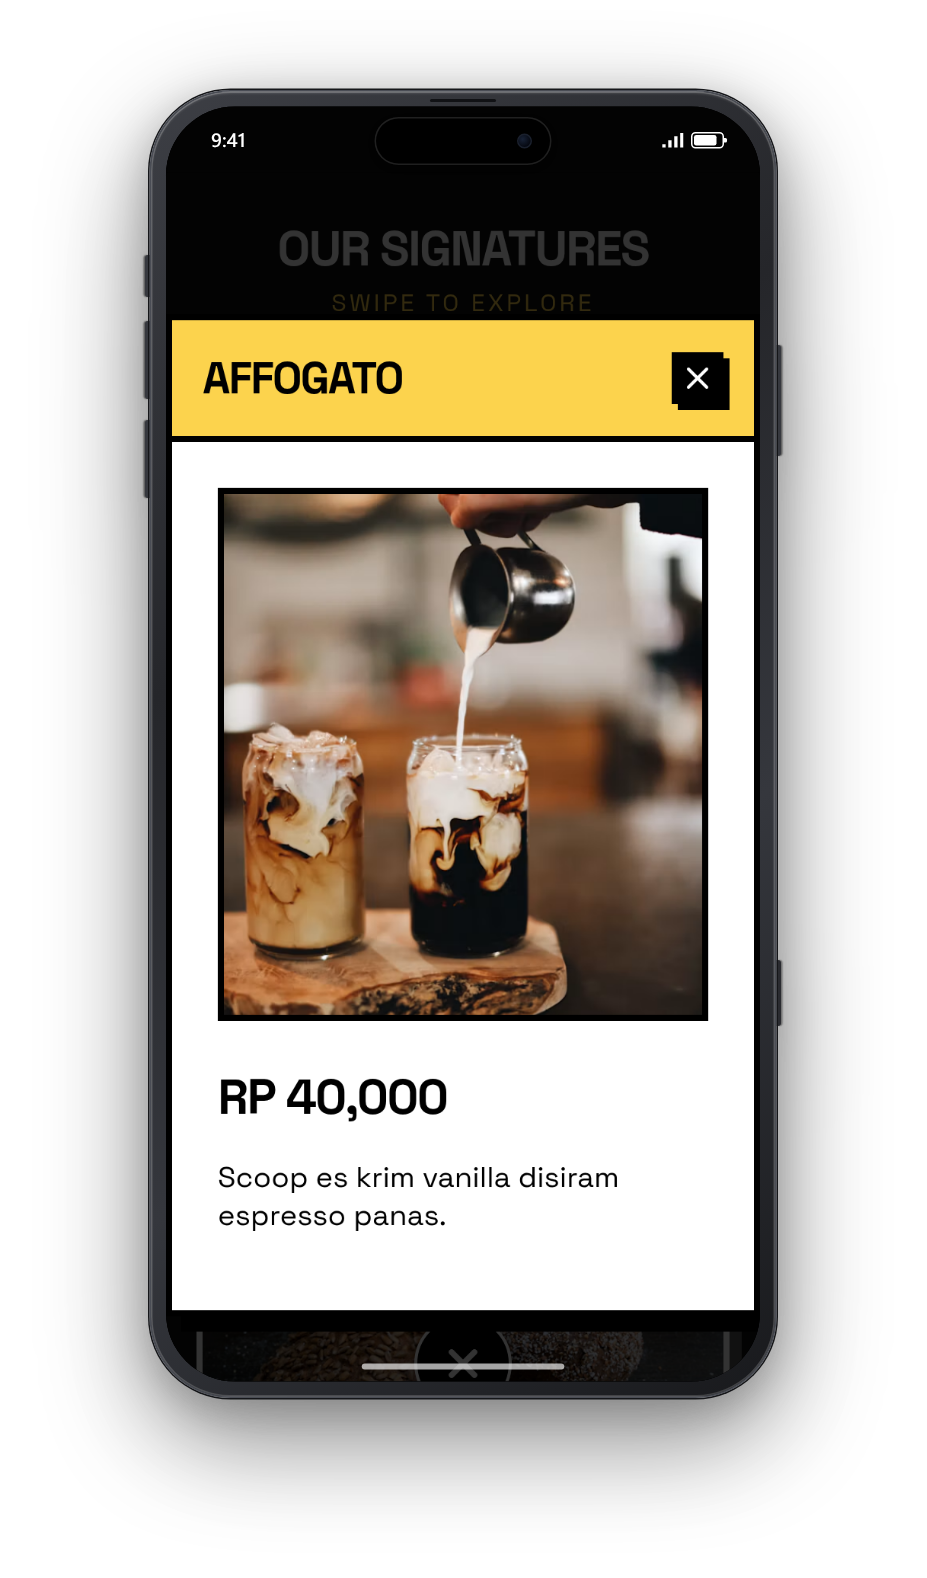 9:41
OUR SIGNATURES
SWIPE TO EXPLORE
AFFOGATO
RP 40,000
Scoop es krim vanilla disiram
espresso panas.